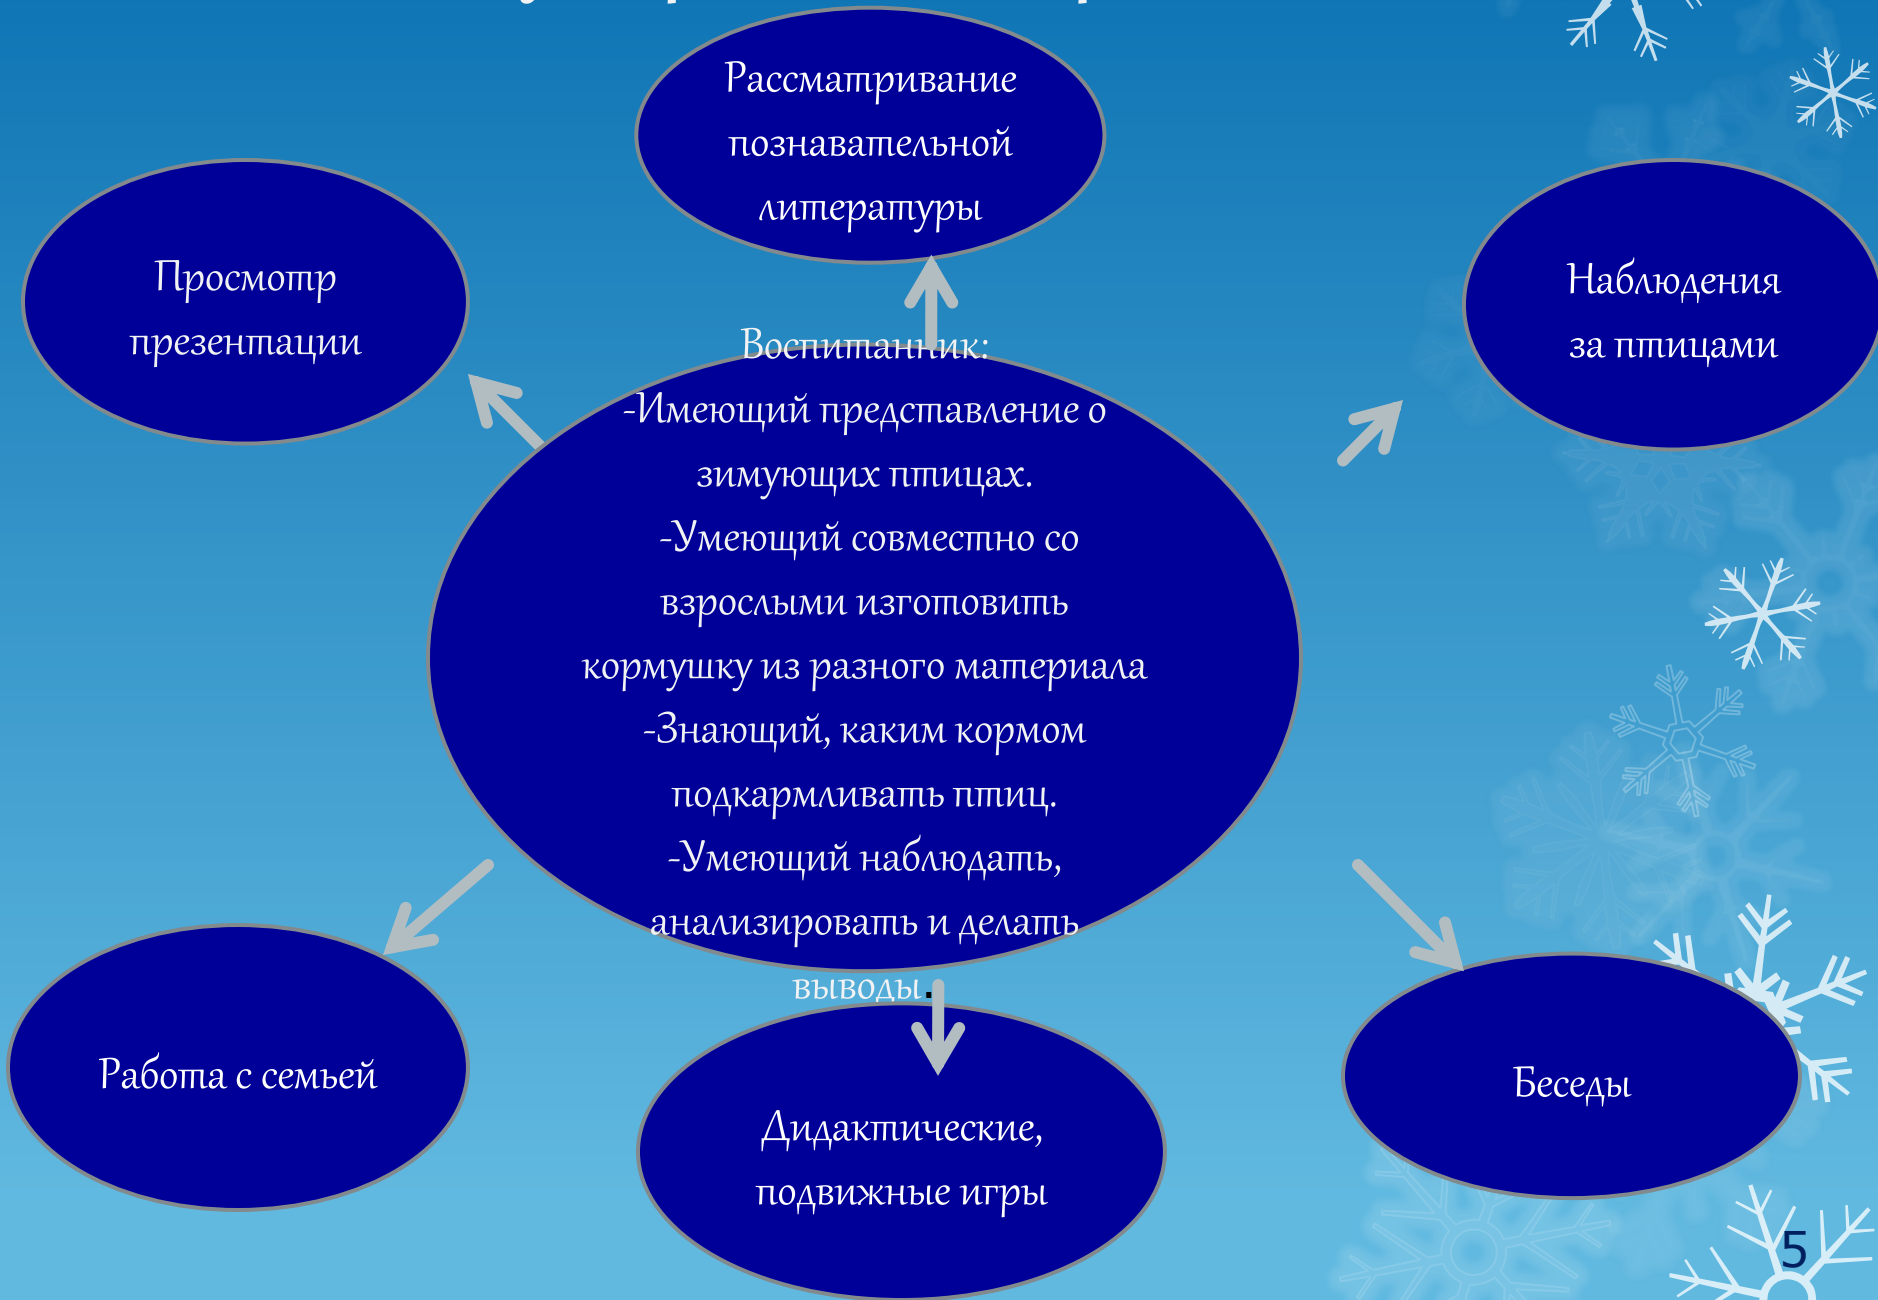 Рассматривание
познавательной
литературы
Просмотр
презентации
Наблюдения
за птицами
Воспитанник:
-Имеющий представление о
зимующих птицах.
-Умеющий совместно со
взрослыми изготовить
кормушку из разного материала
-Знающий, каким кормом
подкармливать птиц.
-Умеющий наблюдать,
анализировать и делать
выводы.
Работа с семьей
Дидактические,
подвижные игры
Беседы
5